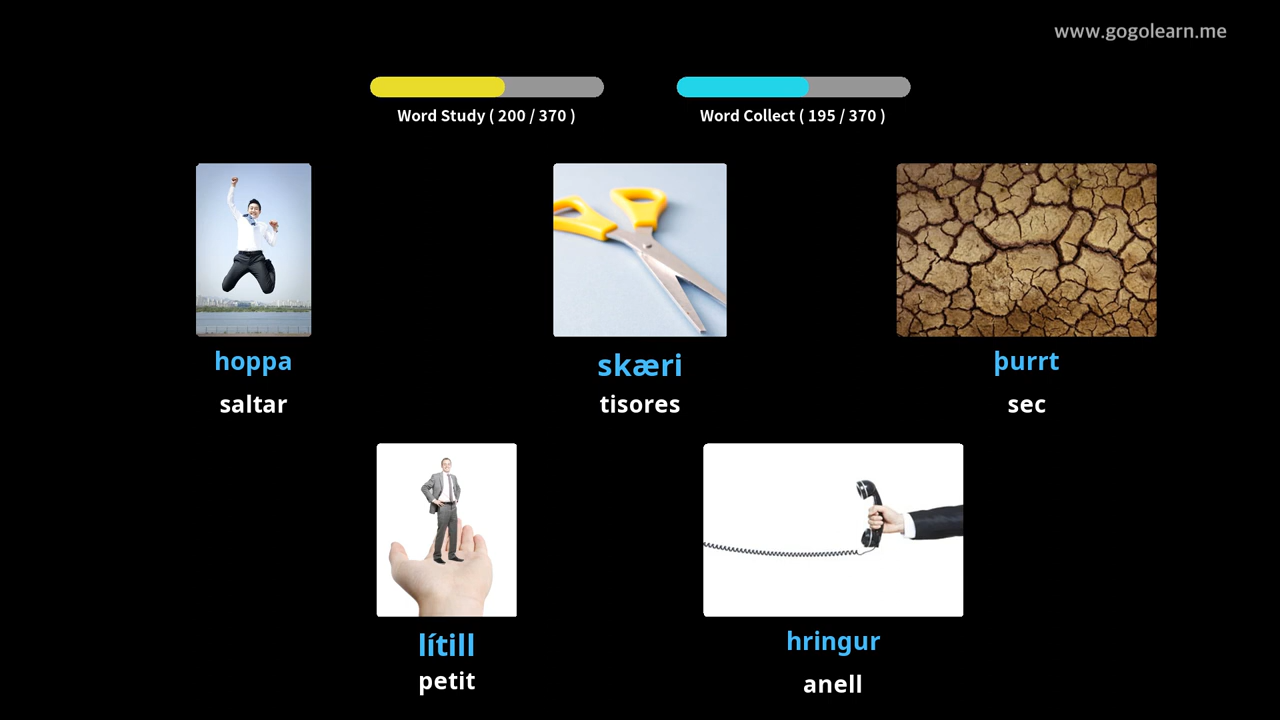 www.gogolearn.me
Word Study ( 200 / 370 )
Word Collect ( 195 / 370 )
hoppa
saltar
skæri
tisores
þurrt
sec
lítill
petit
hringur
anell